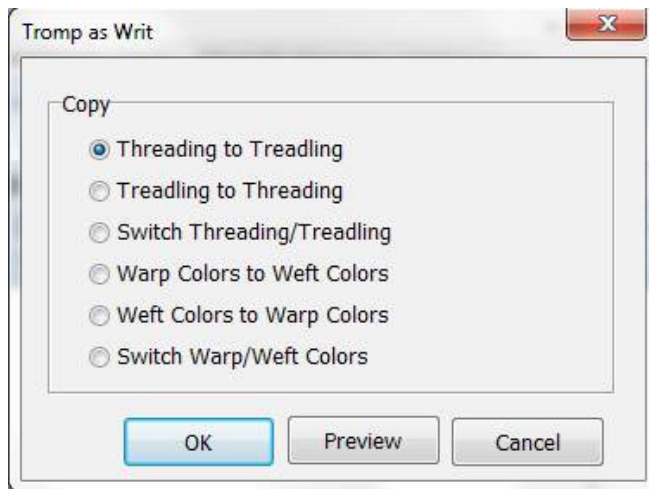 Tromp as Writ
Copy
Threading to Treadling
Treadling to Threading
Switch Threading/Treadling
Warp Colors to Weft Colors
Weft Colors to Warp Colors
Switch Warp/Weft Colors
OK Preview Cancel